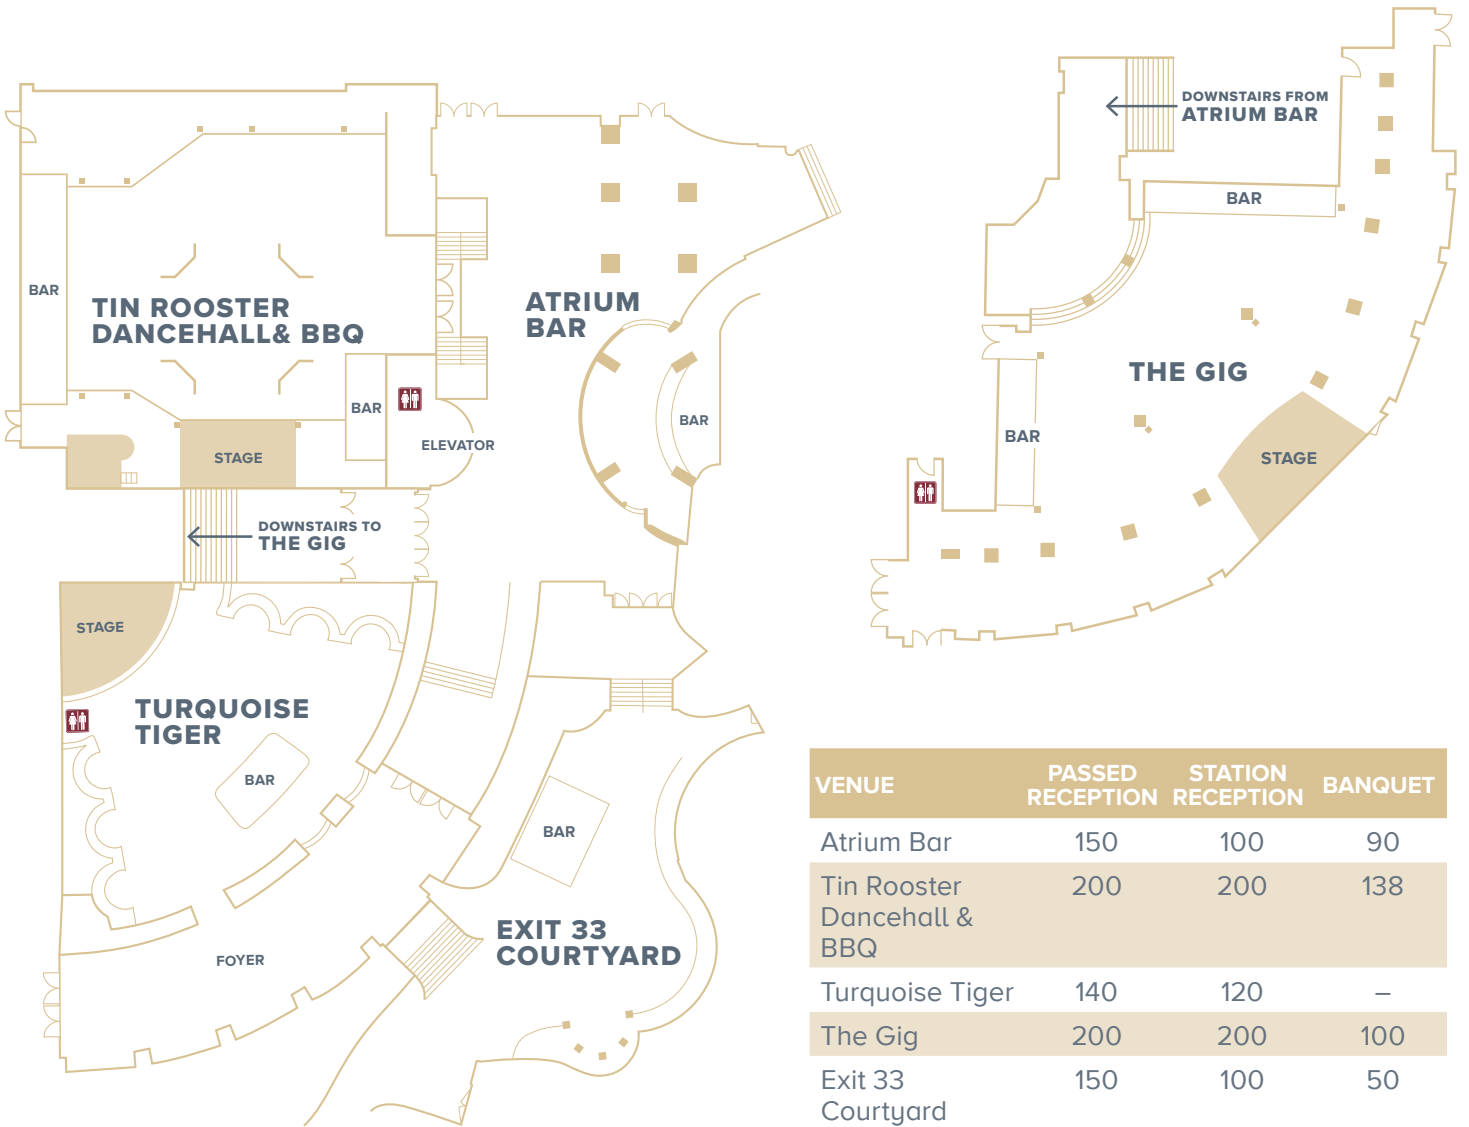 DOWNSTAIRS FROM
ATRIUM BAR
BAR
BAR
TIN ROOSTER
DANCEHALL& BBQ
ATRIUM
BAR
THE GIG
BAR
BAR
BAR
ELEVATOR
STAGE
STAGE
DOWNSTAIRS TO
THE GIG
STAGE
TURQUOISE
TIGER
BAR
BAR
EXIT 33
COURTYARD
FOYER
VENUE PASSED RECEPTION STATION RECEPTION BANQUET
Atrium Bar 150 100 90
Tin Rooster 200 200 138
Dancehall &
BBQ
Turquoise Tiger 140 120 –
The Gig 200 200 100
Exit 33 150 100 50
Courtyard